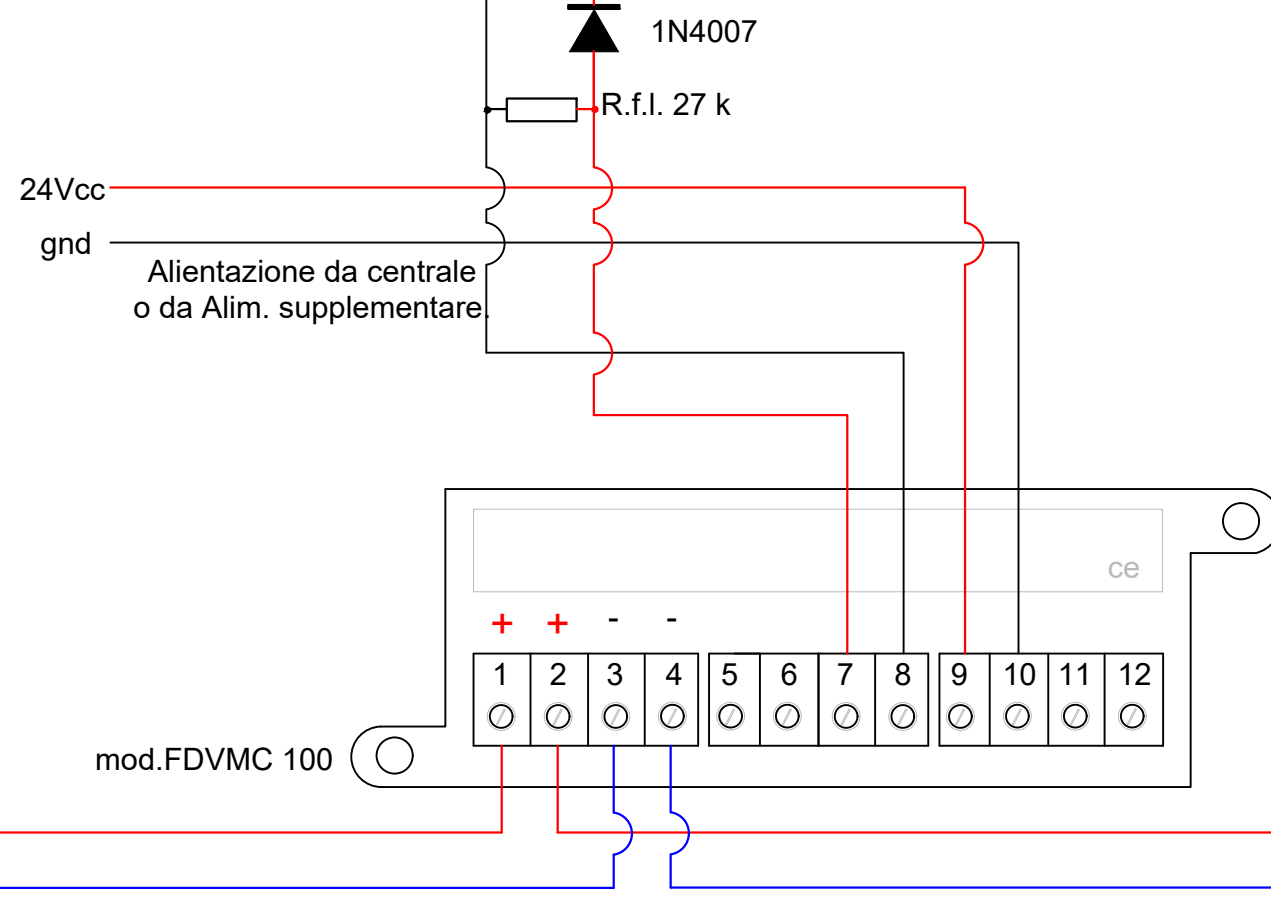 1N4007
R.f.l. 27 k
24Vcc
gnd
Alientazione da centrale
o da Alim. supplementare.
ce
+ + - -
1 2 3 4 5 6 7 8 9 10 11 12
mod.FDVMC 100